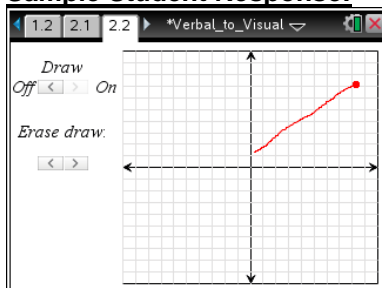 Sample Student Response:
1.2 2.1 2.2 *Verbal_to_Visual
Draw
Off On
Erase draw: